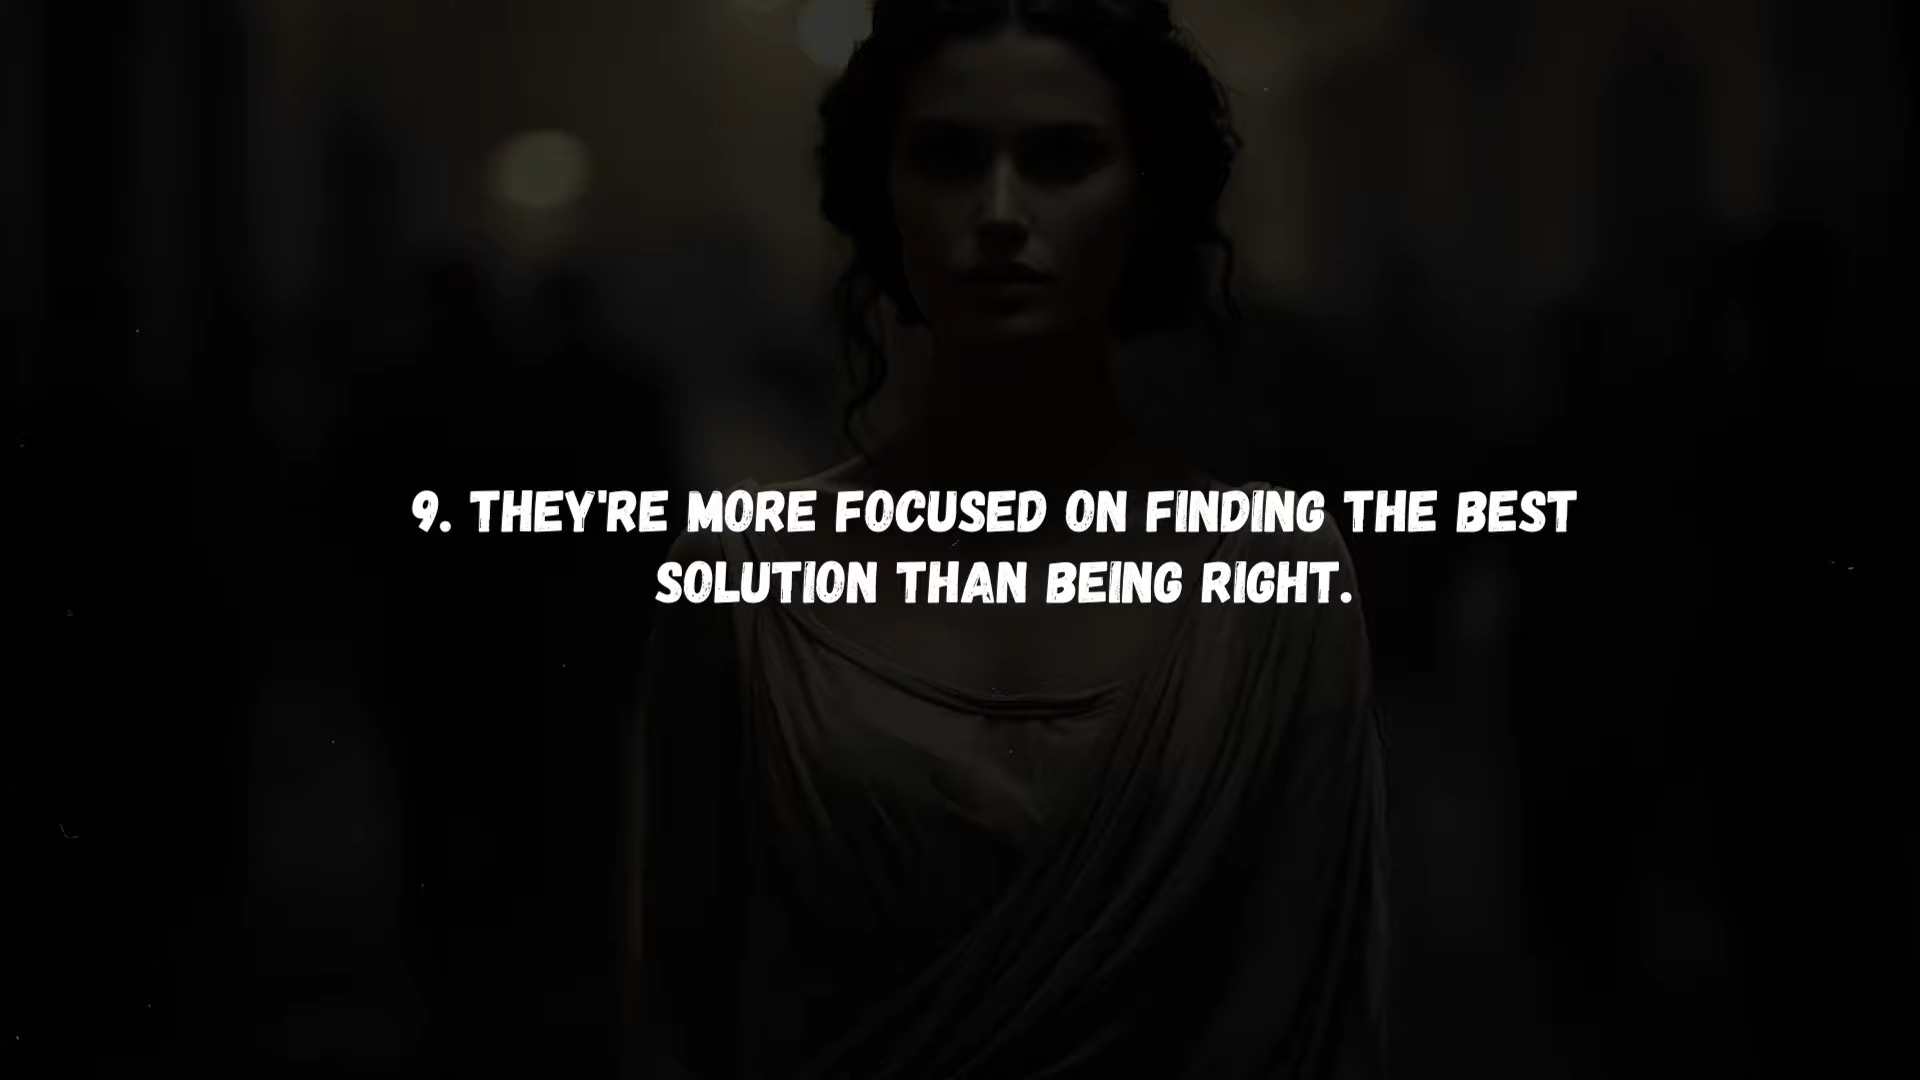 9. THEY'RE MORE FOCUSED ON FINDING THE BEST
SOLUTION THAN BEING RIGHT.